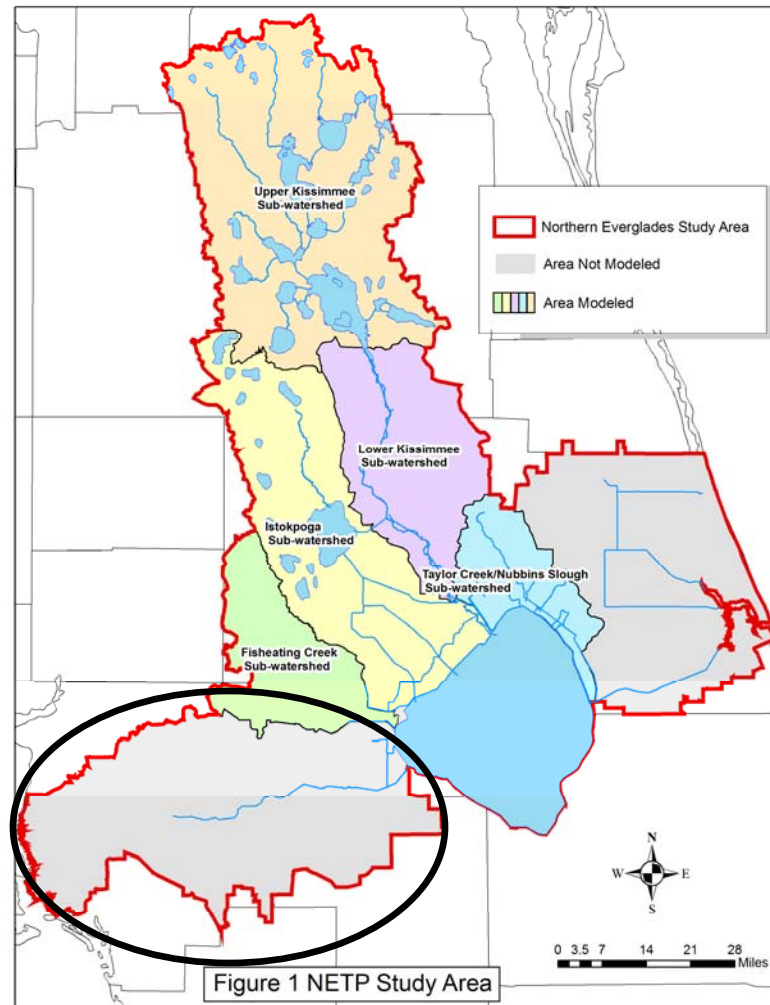 Upper Kissimmee
Sub-watershed
Northern Everglades Study Area
Area Not Modeled
Area Modeled
Lower Kissimmee
Sub-watershed
Istokpoga
Sub-watershed
Taylor Creek/Nubbins Slough
Sub-watershed
Fisheating Creek
Sub-watershed
N
W E
S
0 3.5 7 14 21 28
Miles
Figure 1 NETP Study Area